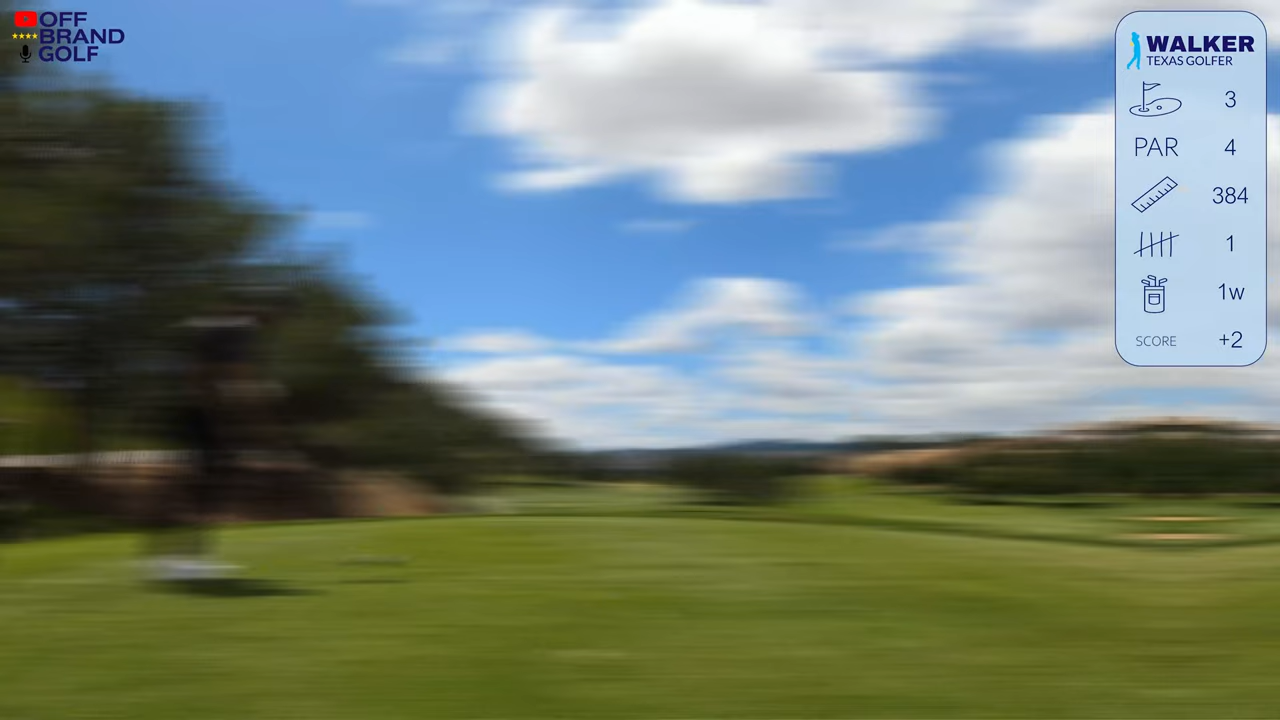 OFF
BRAND
GOLF
WALKER
TEXAS GOLFER
3
PAR 4
384
1
1w
SCORE +2